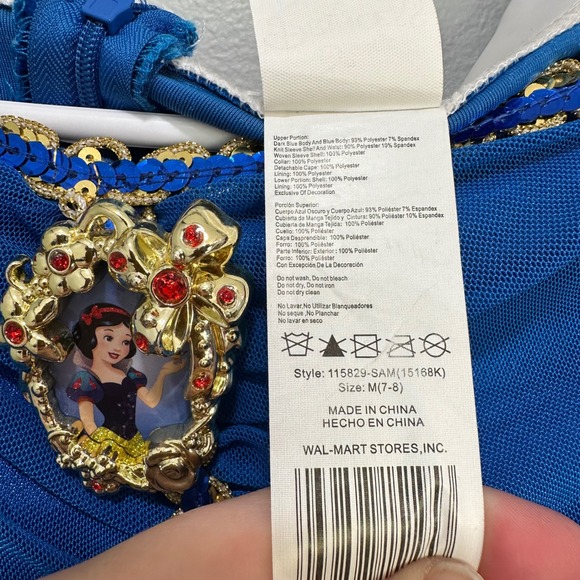 Upper Portion:
Dark Blue Body And Blue Body: 93% Polyester 7% Spandex
Knit Sleeve Shell And Waist: 90% Polyester 10% Spandex
Woven Sleeve Shell: 100% Polyester
Collar: 100% Polyester
Detachable Cape: 100% Polyester
Lining: 100% Polyester
Lower Portion: Shell: 100% Polyester
Lining: 100% Polyester
Exclusive Of Decoration
Porción Superior:
Cuerpo Azul Oscuro y Cuerpo Azul: 93% Poliéster 7% Espandex
Cubierta de Manga Tejido y Cintura: 90% Poliéster 10% Espandex
Cubierta de Manga Tejido: 100% Poliéster
Cuello: 100% Poliéster
Capa Desprendible: 100% Poliéster
Forro: 100% Poliéster
Parte Inferior: Exterior: 100% Poliéster
Forro: 100% Poliéster
Con Excepción De La Decoración
Do not wash, Do not bleach
Do not dry, Do not iron
Do not dry clean
No Lavar,No Utilizar Blanqueadores
No seque ,No Planchar
No lavar en seco
Style: 115829-SAM(15168K)
Size: M(7-8)
MADE IN CHINA
HECHO EN CHINA
WAL-MART STORES,INC.